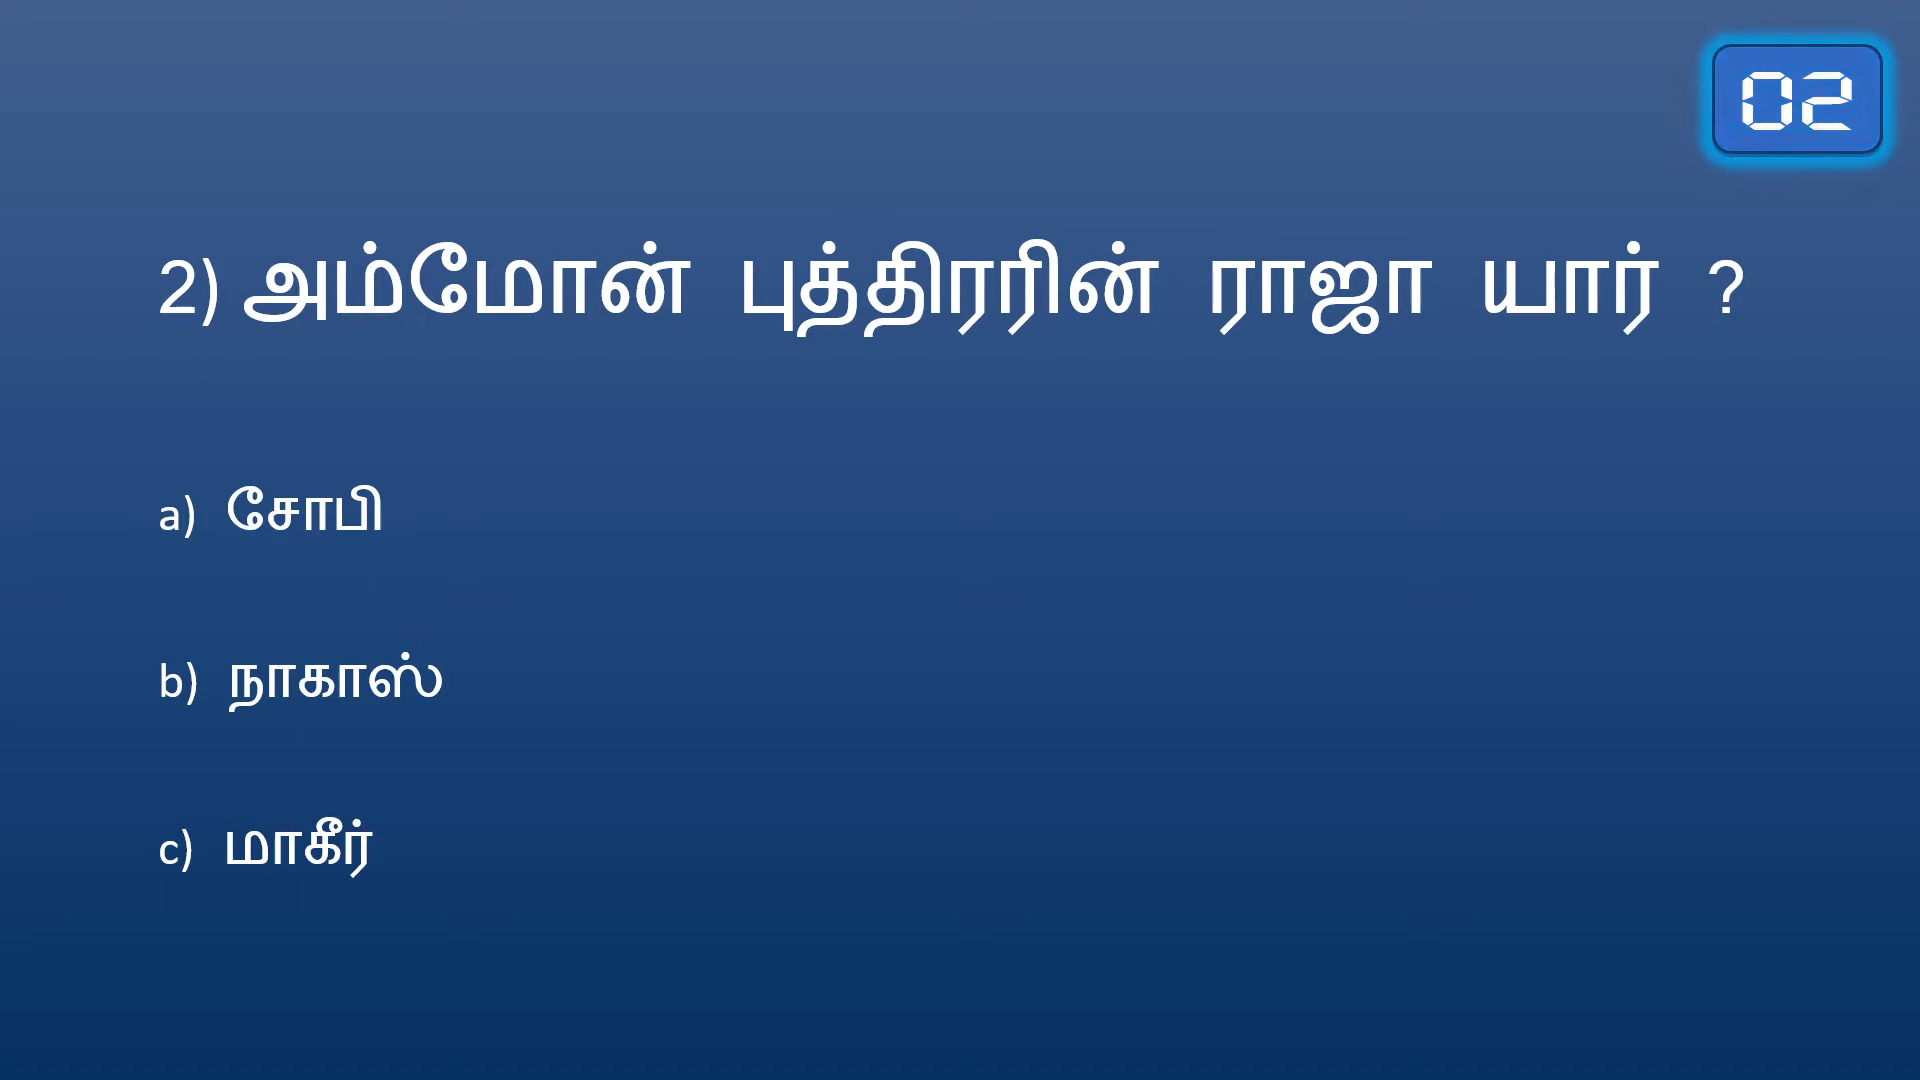 02
2) அம்மோன் புத்திரரின் ராஜா யார் ?
a) சோபி
b) நாகாஸ்
c) மாகீர்